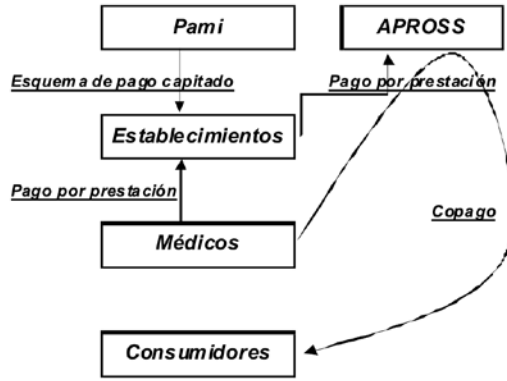 Pami
APROSS
Esquema de pago capitado
Pago por prestación
Establecimientos
Pago por prestación
Médicos
Copago
Consumidores